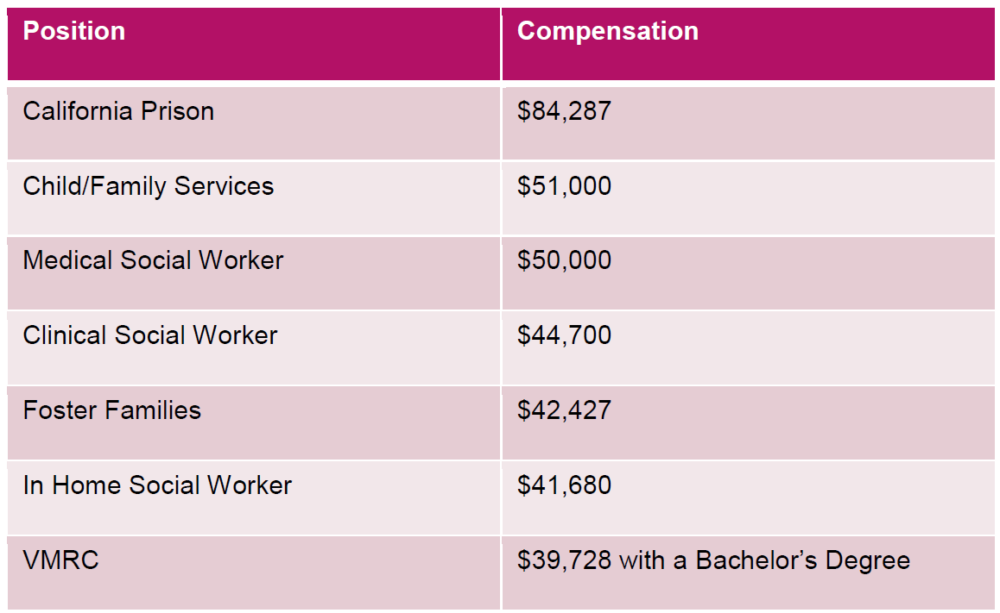 Position Compensation
California Prison $84,287
Child/Family Services $51,000
Medical Social Worker $50,000
Clinical Social Worker $44,700
Foster Families $42,427
In Home Social Worker $41,680
VMRC $39,728 with a Bachelor’s Degree